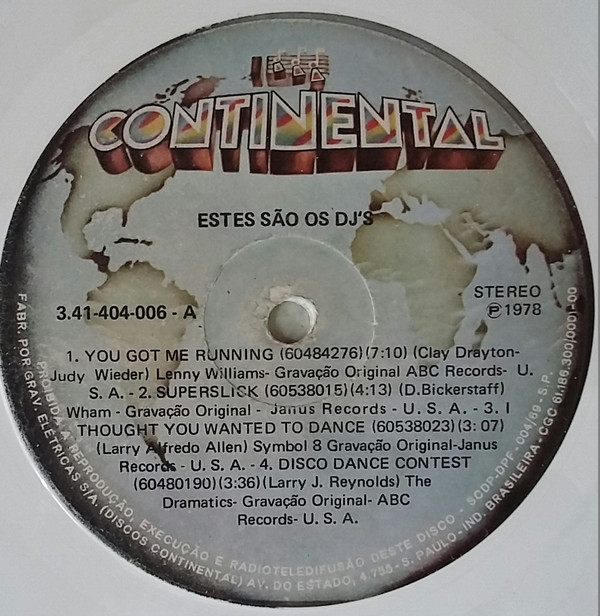 CONTINENTAL
ESTES SÃO OS DJ'S
3.41-404-006 - A
STEREO
Ⓟ1978
1. YOU GOT ME RUNNING (60484276)(7:10) (Clay Drayton-
Judy Wieder) Lenny Williams- Gravação Original ABC Records- U.
S. A. - 2. SUPERSLICK (60538015)(4:13) (D.Bickerstaff)
Wham - Gravação Original - Janus Records - U. S. A. - 3. I
THOUGHT YOU WANTED TO DANCE (60538023)(3: 07)
(Larry Alfredo Allen) Symbol 8 Gravação Original-Janus
Records - U. S. A. - 4. DISCO DANCE CONTEST
(60480190)(3:36)(Larry J. Reynolds) The
Dramatics- Gravação Original- ABC
Records- U. S. A.
PROIBIDA A REPRODUÇÃO, EXECUÇÃO E RADIOTELEDIFUSÃO DESTE DISCO - SCDP-DPF - 004/69 - S.P.
FABR. POR GRAV. ELÉTRICAS S/A. (DISCOS CONTINENTAL) AV. DO ESTADO, 4.755 - S. PAULO - IND. BRASILEIRA - CGC 61.186.300/0001-00